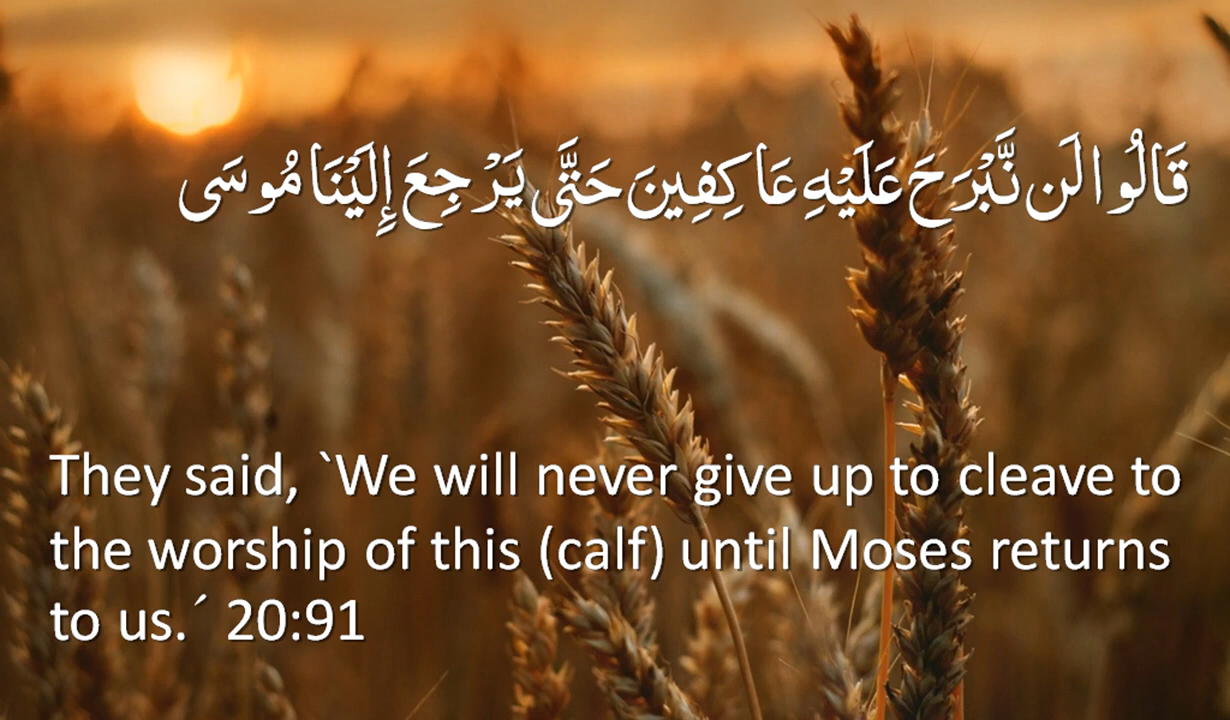 قَالُوا لَن نَّبْرَحَ عَلَيْهِ عَاكِفِينَ حَتَّى يَرْجِعَ إِلَيْنَا مُوسَى
They said, `We will never give up to cleave to
the worship of this (calf) until Moses returns
to us.´ 20:91